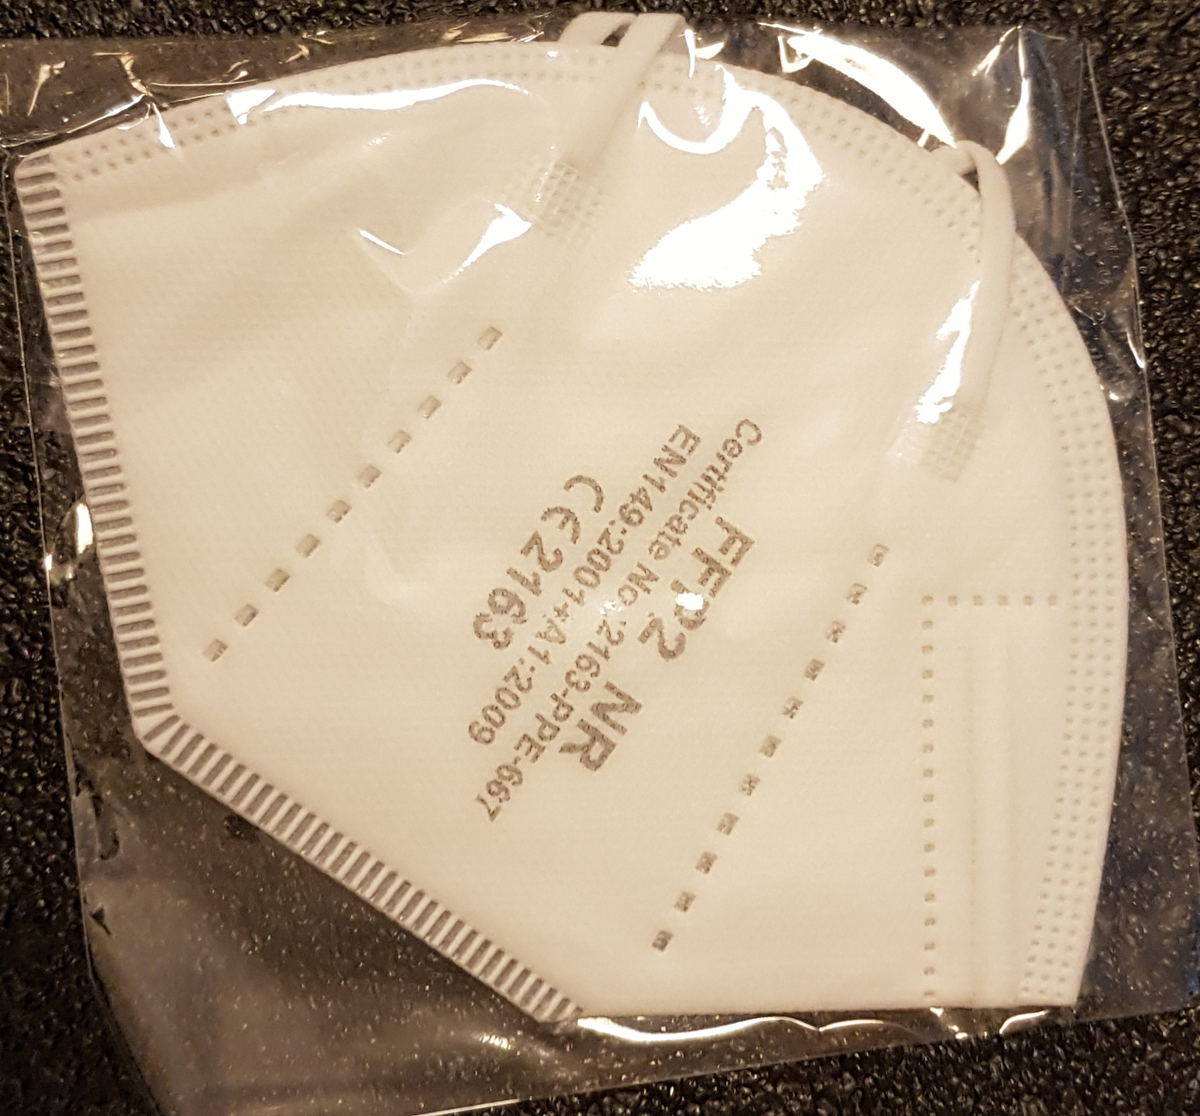 FFP2 NR
Certificate No:2163-PPE-667
EN149:2001+A1:2009
CE2163